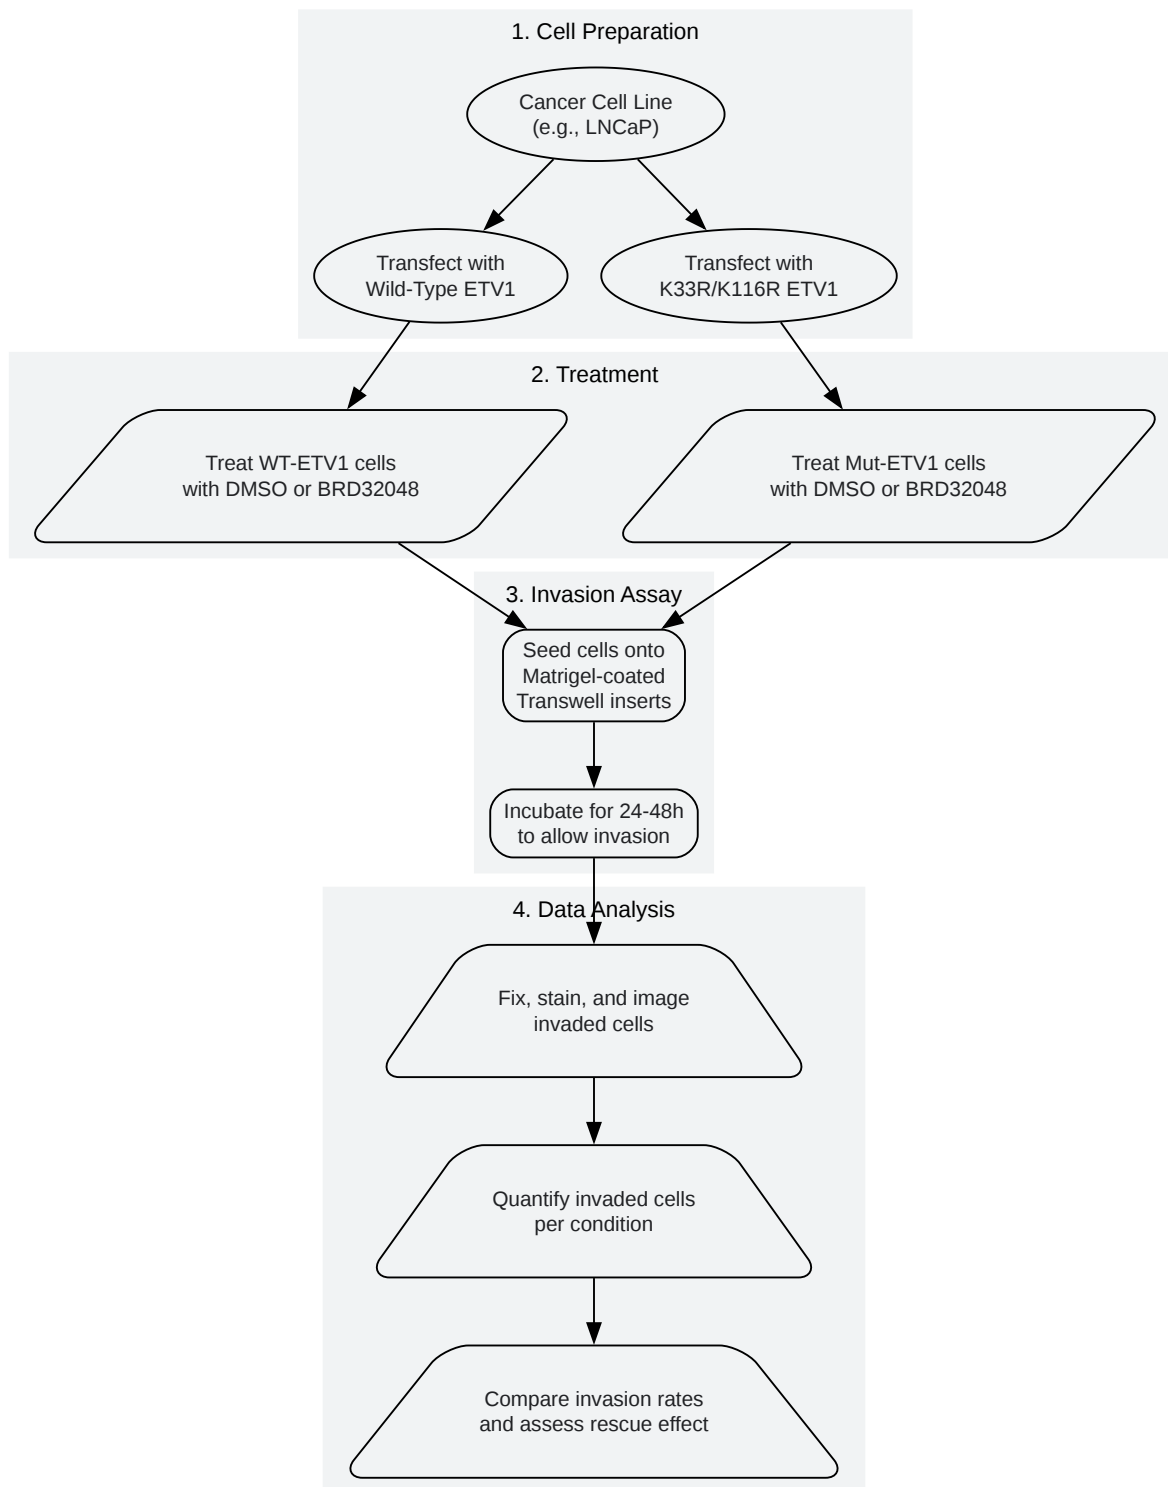 1. Cell Preparation
Cancer Cell Line
(e.g., LNCaP)
Transfect with
Wild-Type ETV1
Transfect with
K33R/K116R ETV1
2. Treatment
Treat WT-ETV1 cells
with DMSO or BRD32048
Treat Mut-ETV1 cells
with DMSO or BRD32048
3. Invasion Assay
Seed cells onto
Matrigel-coated
Transwell inserts
Incubate for 24-48h
to allow invasion
4. Data Analysis
Fix, stain, and image
invaded cells
Quantify invaded cells
per condition
Compare invasion rates
and assess rescue effect